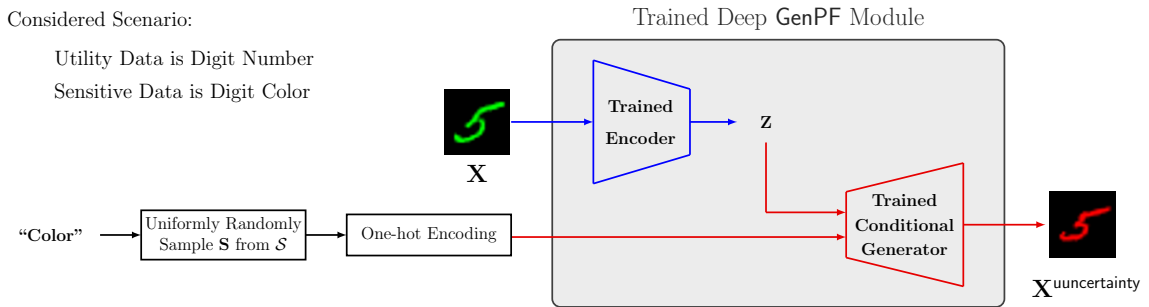 Considered Scenario:
Utility Data is Digit Number
Sensitive Data is Digit Color
Trained Deep GenPF Module
Trained
Encoder
Z
X
"Color"
Uniformly Randomly
Sample S from 𝒮
One-hot Encoding
Trained
Conditional
Generator
X^uuncertainty